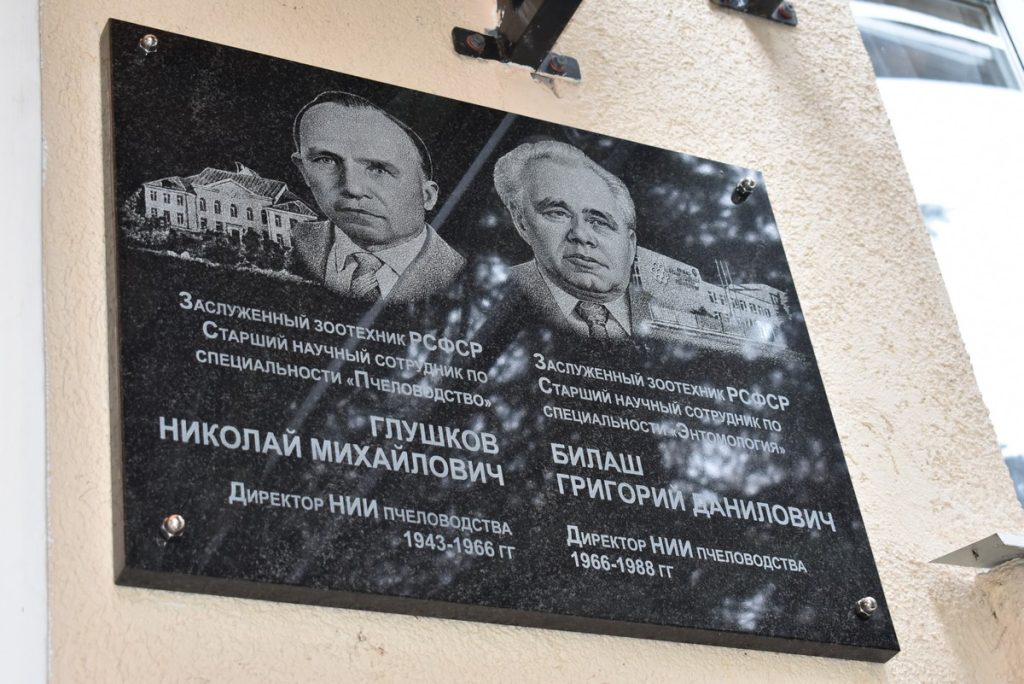 Заслуженный зоотехник РСФСР
Старший научный сотрудник по
специальности «Пчеловодство»
ГЛУШКОВ
НИКОЛАЙ МИХАЙЛОВИЧ
Директор НИИ пчеловодства
1943-1966 гг
Заслуженный зоотехник РСФСР
Старший научный сотрудник по
специальности «Энтомология»
БИЛАШ
ГРИГОРИЙ ДАНИЛОВИЧ
Директор НИИ пчеловодства
1966-1988 гг